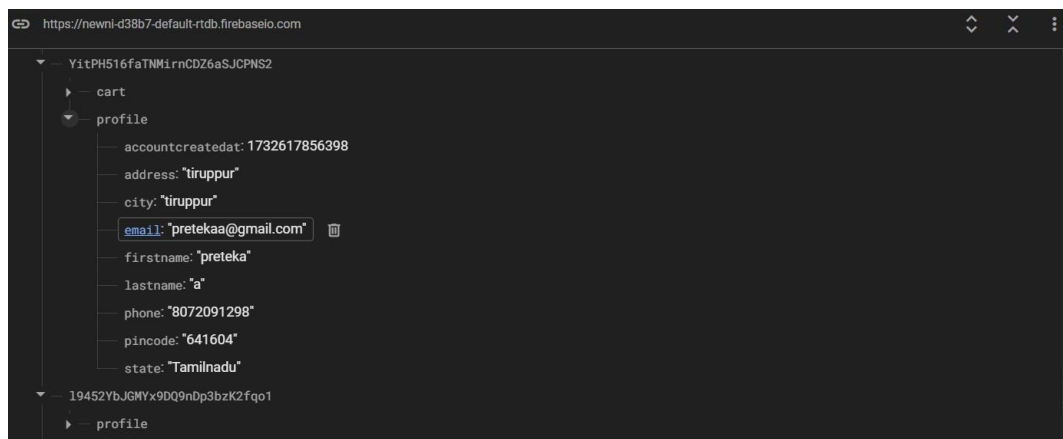 https://newni-d38b7-default-rtdb.firebaseio.com
YitPH516faTNMirnCDZ6aSJCPNS2
cart
profile
accountcreatedat: 1732617856398
address: "tiruppur"
city: "tiruppur"
email: "pretekaa@gmail.com"
firstname: "preteka"
lastname: "a"
phone: "8072091298"
pincode: "641604"
state: "Tamilnadu"
l9452YbJGMYx9DQ9nDp3bzK2fqo1
profile